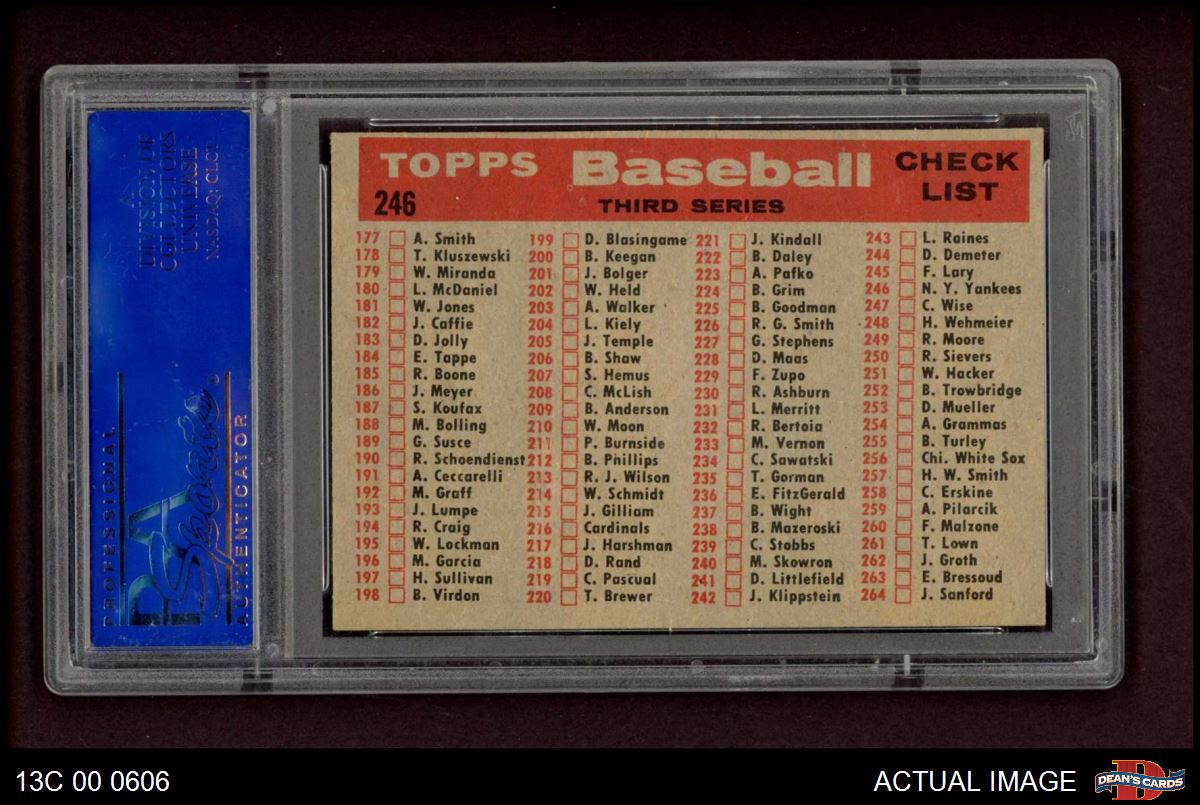 A
DIVISION OF
COLLECTORS
UNIVERSE
NASDAQ: CLCT
PROFESSIONAL
PSA
Sports
AUTHENTICATOR
TOPPS Baseball CHECK LIST
246
THIRD SERIES
177 A. Smith
178 T. Kluszewski
179 W. Miranda
180 L. McDaniel
181 W. Jones
182 J. Caffie
183 D. Jolly
184 E. Tappe
185 R. Boone
186 J. Meyer
187 S. Koufax
188 M. Bolling
189 G. Susce
190 R. Schoendienst
191 A. Ceccarelli
192 M. Graff
193 J. Lumpe
194 R. Craig
195 W. Lockman
196 M. Garcia
197 H. Sullivan
198 B. Virdon
199 D. Blasingame
200 B. Keegan
201 J. Bolger
202 W. Held
203 A. Walker
204 L. Kiely
205 J. Temple
206 B. Shaw
207 S. Hemus
208 C. McLish
209 B. Anderson
210 W. Moon
211 P. Burnside
212 B. Phillips
213 R. J. Wilson
214 W. Schmidt
215 J. Gilliam
216 Cardinals
217 J. Harshman
218 D. Rand
219 C. Pascual
220 T. Brewer
221 J. Kindall
222 B. Daley
223 A. Pafko
224 B. Grim
225 B. Goodman
226 R. G. Smith
227 G. Stephens
228 D. Maas
229 F. Zupo
230 R. Ashburn
231 L. Merritt
232 R. Bertoia
233 M. Vernon
234 C. Sawatski
235 T. Gorman
236 E. FitzGerald
237 B. Wight
238 B. Mazeroski
239 C. Stobbs
240 M. Skowron
241 D. Littlefield
242 J. Klippstein
243 L. Raines
244 D. Demeter
245 F. Lary
246 N. Y. Yankees
247 C. Wise
248 H. Wehmeier
249 R. Moore
250 R. Sievers
251 W. Hacker
252 B. Trowbridge
253 D. Mueller
254 A. Grammas
255 B. Turley
256 Chi. White Sox
257 H. W. Smith
258 C. Erskine
259 A. Pilarcik
260 F. Malzone
261 T. Lown
262 J. Groth
263 E. Bressoud
264 J. Sanford
13C 00 0606
ACTUAL IMAGE
DEAN'S CARDS